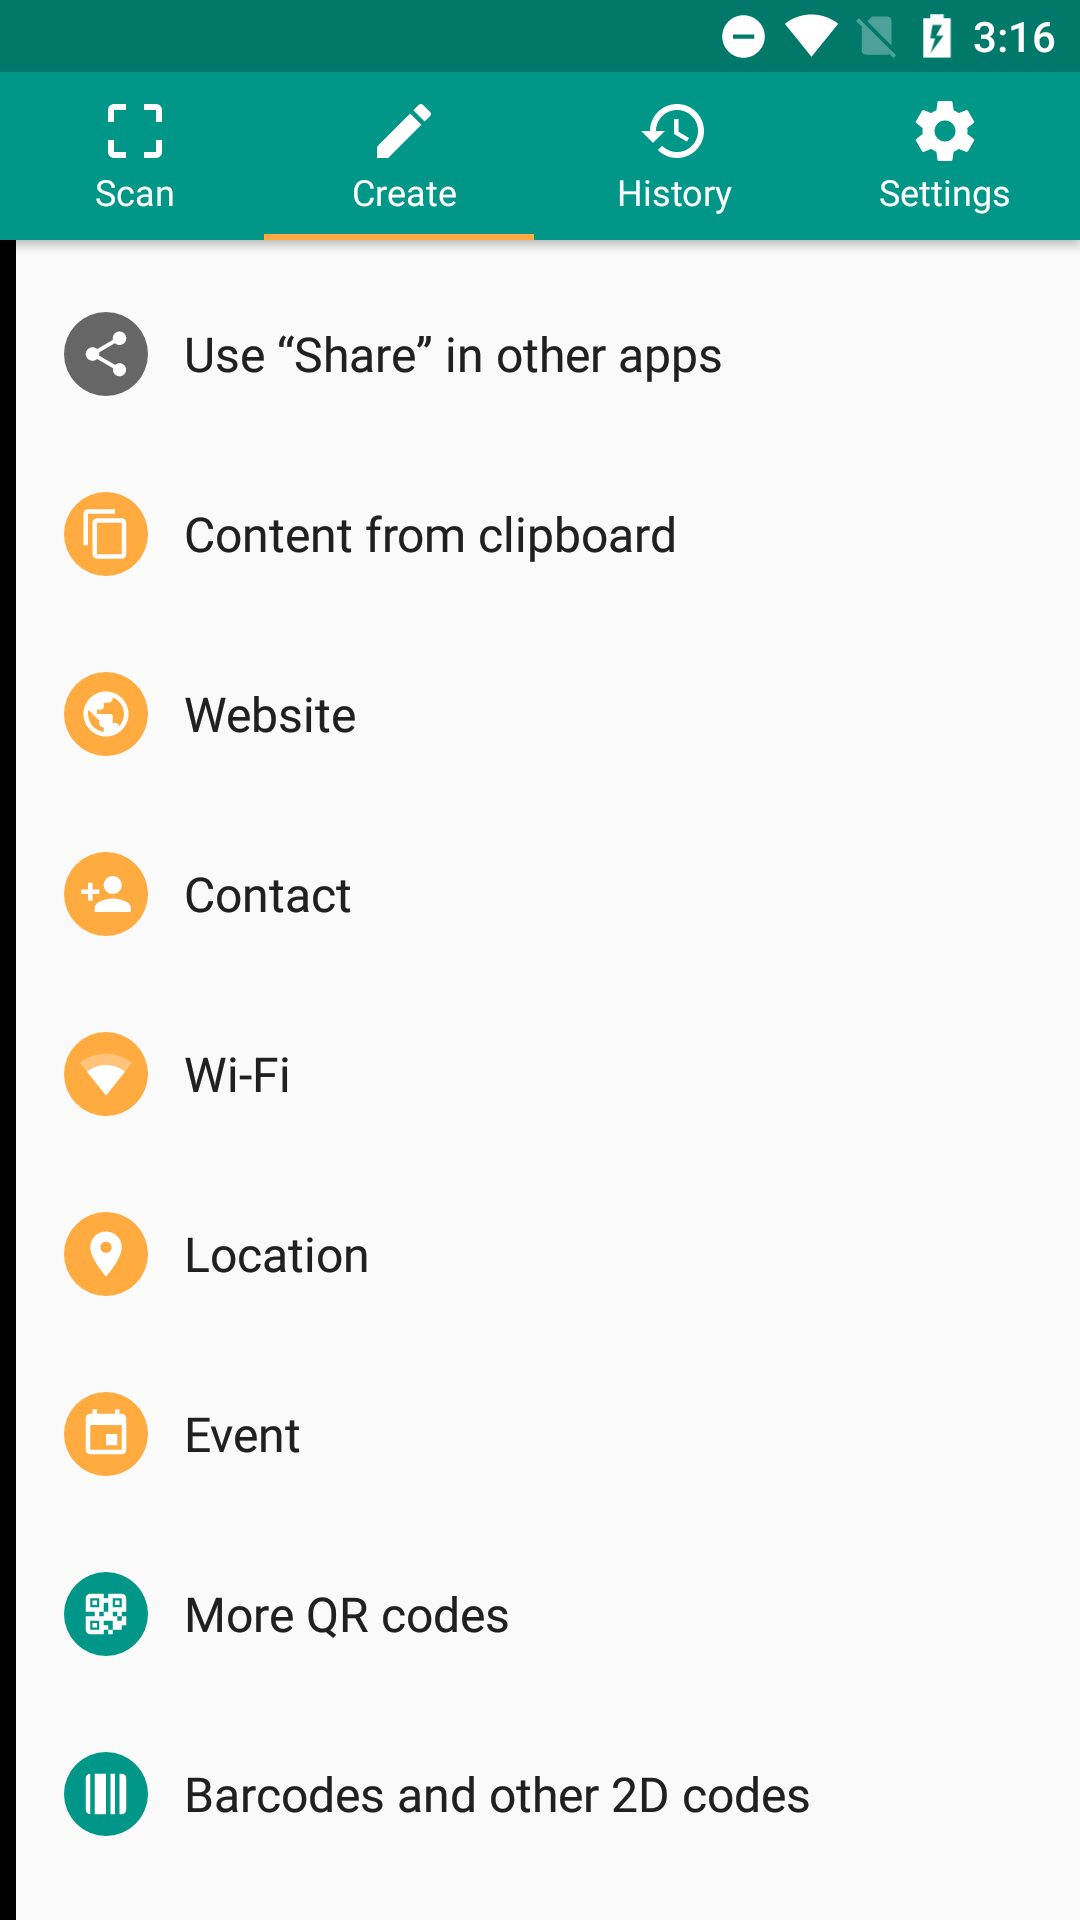 3:16
Scan Create History Settings
Use “Share” in other apps
Content from clipboard
Website
Contact
Wi-Fi
Location
Event
More QR codes
Barcodes and other 2D codes